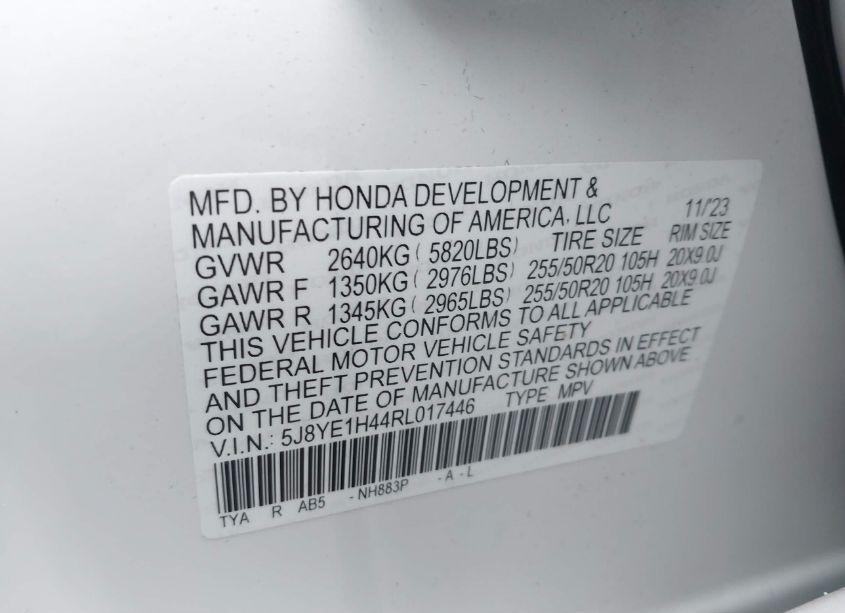 MFD. BY HONDA DEVELOPMENT &
MANUFACTURING OF AMERICA, LLC 11/23
GVWR 2640KG ( 5820LBS) TIRE SIZE RIM SIZE
GAWR F 1350KG ( 2976LBS) 255/50R20 105H 20X9.0J
GAWR R 1345KG ( 2965LBS) 255/50R20 105H 20X9.0J
THIS VEHICLE CONFORMS TO ALL APPLICABLE
FEDERAL MOTOR VEHICLE SAFETY
AND THEFT PREVENTION STANDARDS IN EFFECT
ON THE DATE OF MANUFACTURE SHOWN ABOVE
V.I.N.: 5J8YE1H44RL017446 TYPE MPV
TYA R AB5 - NH883P - A - L